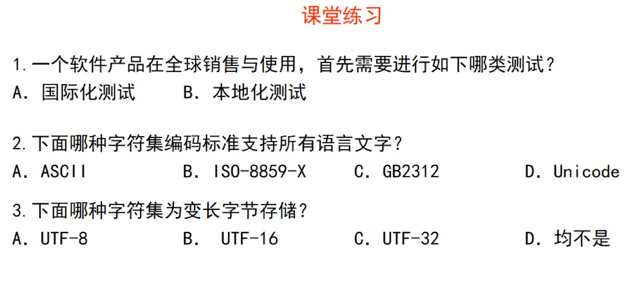 课堂练习
1.一个软件产品在全球销售与使用，首先需要进行如下哪类测试？
A. 国际化测试 B. 本地化测试
2.下面哪种字符集编码标准支持所有语言文字？
A. ASCII B. ISO-8859-X C. GB2312 D. Unicode
3.下面哪种字符集为变长字节存储？
A. UTF-8 B. UTF-16 C. UTF-32 D. 均不是